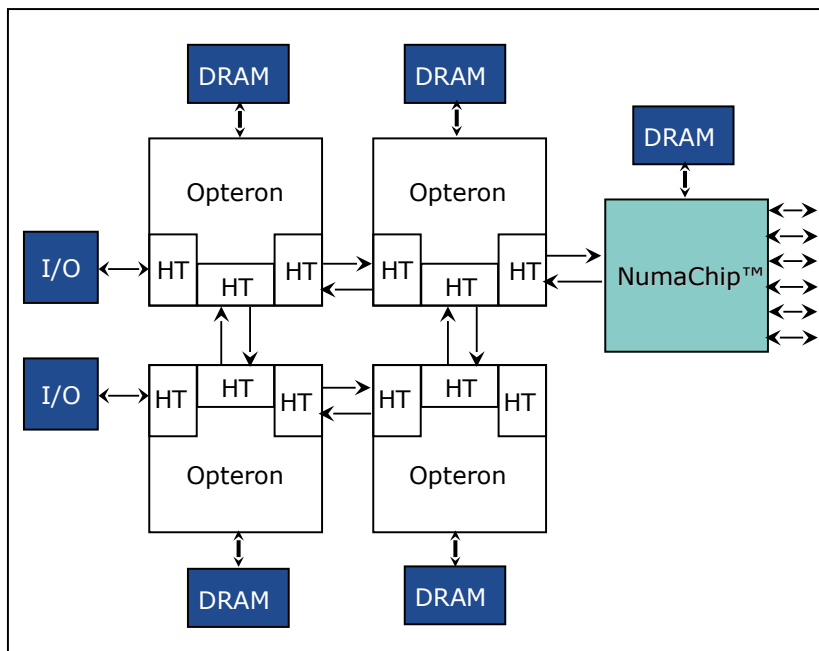 DRAM
DRAM
DRAM
Opteron
Opteron
I/O
HT
HT
HT
HT
HT
HT
NumaChip™
I/O
HT
HT
HT
HT
HT
HT
Opteron
Opteron
DRAM
DRAM